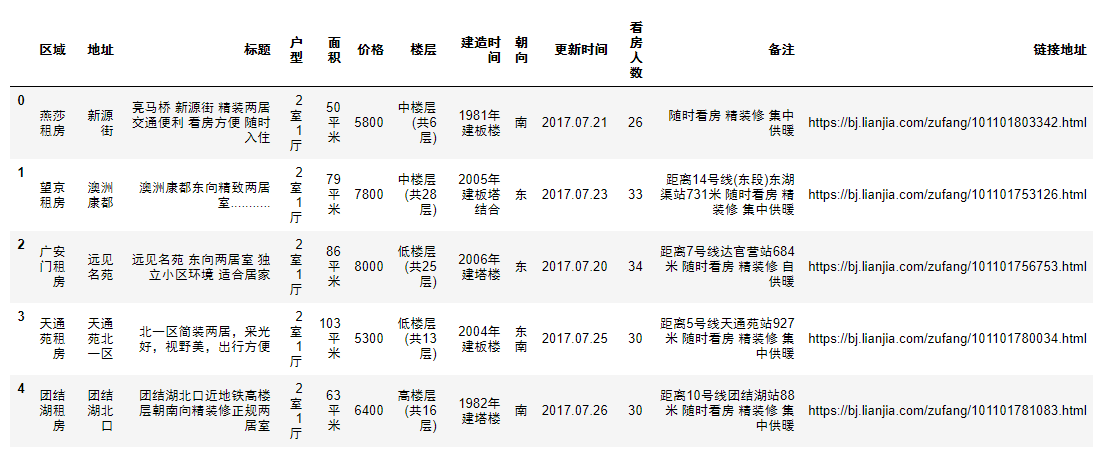 区域
地址
标题
户
型
面
积
价格
楼层
建造时
间
朝
向
更新时间
看
房
人
数
备注
链接地址
0
燕莎
租房
新源
街
亮马桥 新源街 精装两居
交通便利 看房方便 随时
入住
2
室
1
厅
50
平
米
5800
中楼层
(共6
层)
1981年
建板楼
南
2017.07.21
26
随时看房 精装修 集中
供暖
https://bj.lianjia.com/zufang/101101803342.html
1
望京
租房
澳洲
康都
澳洲康都东向精致两居
室...........
2
室
1
厅
79
平
米
7800
中楼层
(共28
层)
2005年
建板塔
结合
东
2017.07.23
33
距离14号线(东段)东湖
渠站731米 随时看房 精
装修 集中供暖
https://bj.lianjia.com/zufang/101101753126.html
2
广安
门租
房
远见
名苑
远见名苑 东向两居室 独
立小区环境 适合居家
2
室
1
厅
86
平
米
8000
低楼层
(共25
层)
2006年
建塔楼
东
2017.07.20
34
距离7号线达官营站684
米 随时看房 精装修 自
供暖
https://bj.lianjia.com/zufang/101101756753.html
3
天通
苑租
房
天通
苑北
一区
北一区简装两居，采光
好，视野美，岀行方便
2
室
1
厅
103
平
米
5300
低楼层
(共13
层)
2004年
建板楼
东
南
2017.07.25
30
距离5号线天通苑站927
米 随时看房 精装修 集
中供暖
https://bj.lianjia.com/zufang/101101780034.html
4
团结
湖租
房
团结
湖北
口
团结湖北口近地铁高楼
层朝南向精装修正规两
居室
2
室
1
厅
63
平
米
6400
高楼层
(共16
层)
1982年
建塔楼
南
2017.07.26
30
距离10号线团结湖站88
米 随时看房 精装修 集
中供暖
https://bj.lianjia.com/zufang/101101781083.html